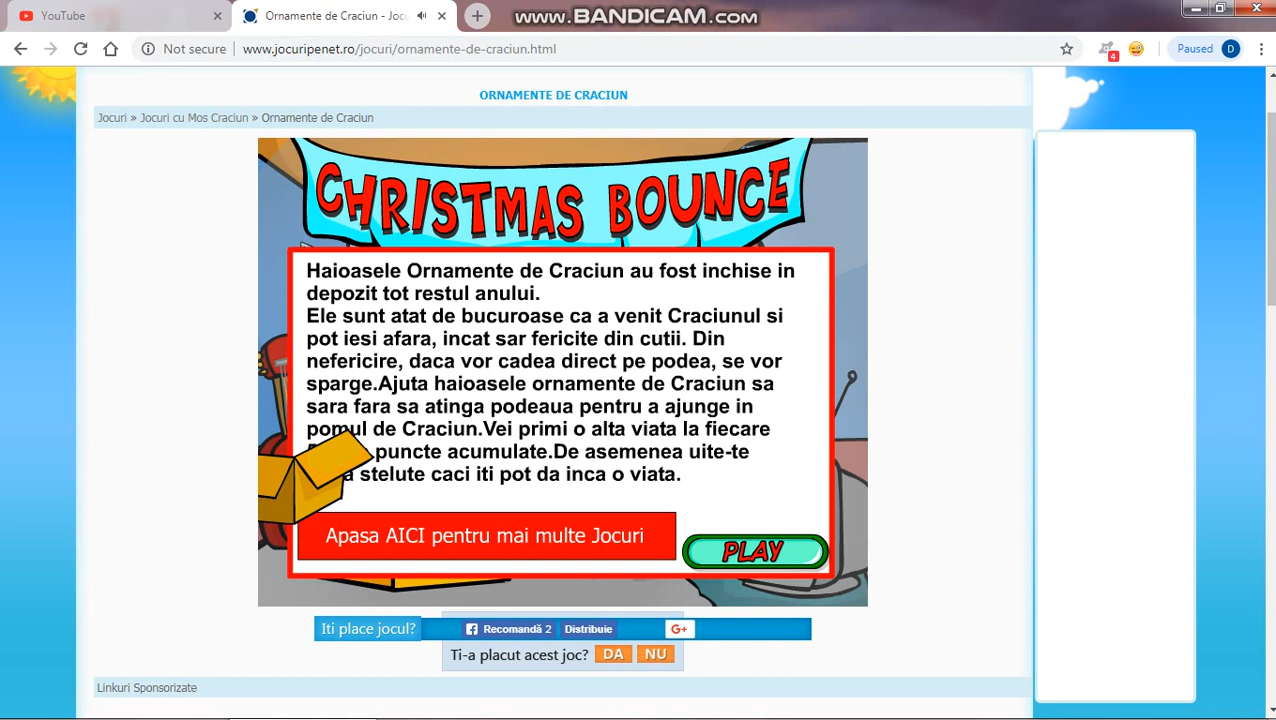 YouTube
Ornamente de Craciun - Jocu
www.BANDICAM.com
Not secure
www.jocuripenet.ro/jocuri/ornamente-de-craciun.html
4
Paused
D
ORNAMENTE DE CRACIUN
Jocuri » Jocuri cu Mos Craciun » Ornamente de Craciun
CHRISTMAS BOUNCE
Haioasele Ornamente de Craciun au fost inchise in
depozit tot restul anului.
Ele sunt atat de bucuroase ca a venit Craciunul si
pot iesi afara, incat sar fericite din cutii. Din
nefericire, daca vor cadea direct pe podea, se vor
sparge.Ajuta haioasele ornamente de Craciun sa
sara fara sa atinga podeaua pentru a ajunge in
pomul de Craciun.Vei primi o alta viata la fiecare
puncte acumulate.De asemenea uite-te
stelute caci iti pot da inca o viata.
Apasa AICI pentru mai multe Jocuri
PLAY
Iti place jocul?
Recomandă 2
Distribuie
G+
Ti-a placut acest joc?
DA
NU
Linkuri Sponsorizate